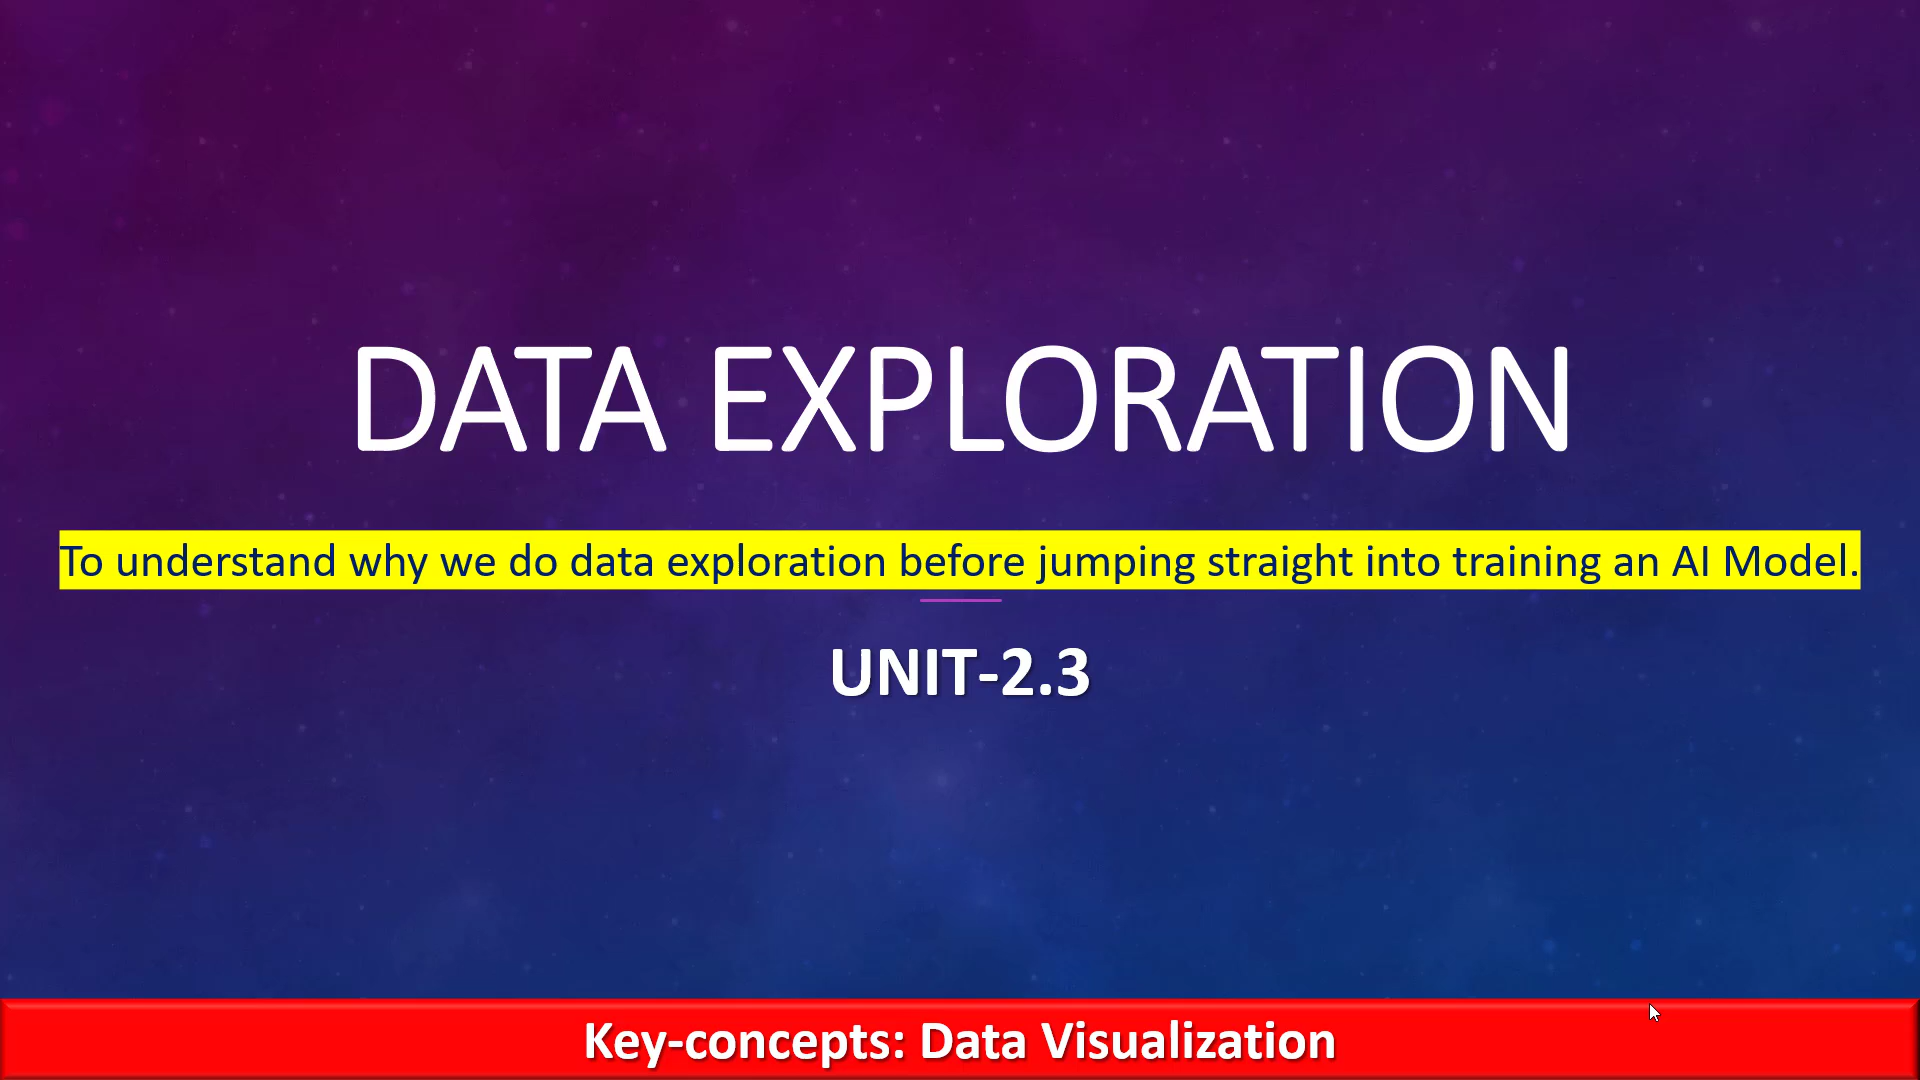 DATA EXPLORATION
To understand why we do data exploration before jumping straight into training an AI Model.
UNIT-2.3
Key-concepts: Data Visualization